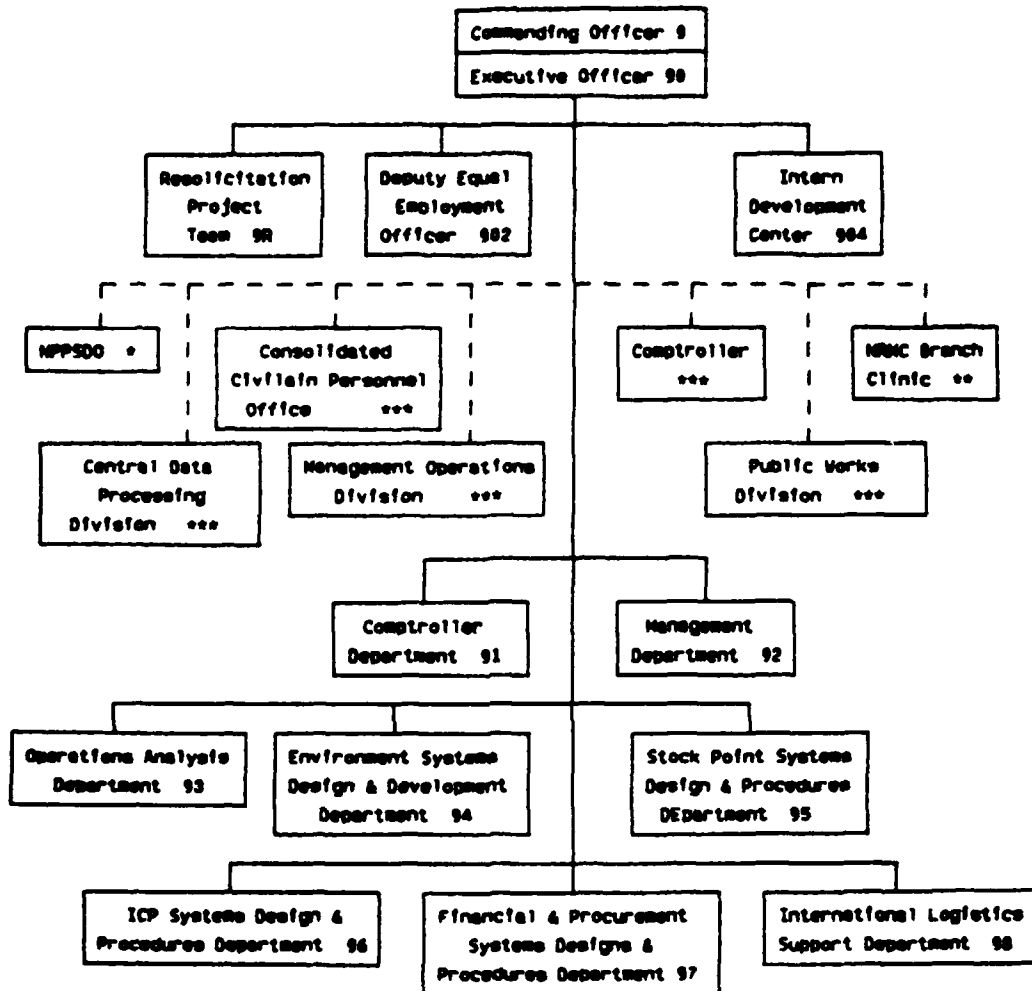 Commanding Officer 9
Executive Officer 90
Resolicitation
Project
Team 9R
Deputy Equal
Employment
Officer 902
Intern
Development
Center 904
NPPSDO *
Consolidated
Civilain Personnel
Office ***
Comptroller
***
NRMC Branch
Clinic **
Central Data
Processing
Division ***
Management Operations
Division ***
Public Works
Division ***
Comptroller
Department 91
Management
Department 92
Operations Analysis
Department 93
Environment Systems
Design & Development
Department 94
Stock Point Systems
Design & Procedures
DEpartment 95
ICP Systems Design &
Procedures Department 96
Financial & Procurement
Systems Designs &
Procedures Department 97
International Logistics
Support Department 98